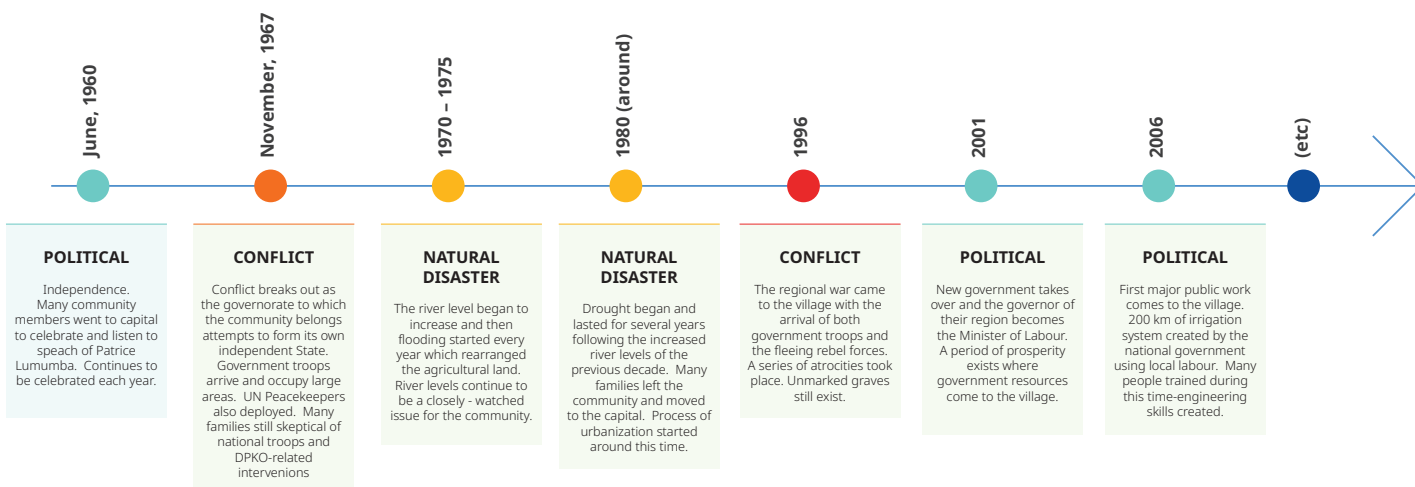 June, 1960
November, 1967
1970 – 1975
1980 (around)
1996
2001
2006
(etc)
POLITICAL
Independence.
Many community
members went to capital
to celebrate and listen to
speach of Patrice
Lumumba. Continues to
be celebrated each year.
CONFLICT
Conflict breaks out as
the governorate to which
the community belongs
attempts to form its own
independent State.
Government troops
arrive and occupy large
areas. UN Peacekeepers
also deployed. Many
families still skeptical of
national troops and
DPKO-related
intervenions
NATURAL
DISASTER
The river level began to
increase and then
flooding started every
year which rearranged
the agricultural land.
River levels continue to
be a closely - watched
issue for the community.
NATURAL
DISASTER
Drought began and
lasted for several years
following the increased
river levels of the
previous decade. Many
families left the
community and moved
to the capital. Process of
urbanization started
around this time.
CONFLICT
The regional war came
to the village with the
arrival of both
government troops and
the fleeing rebel forces.
A series of atrocities took
place. Unmarked graves
still exist.
POLITICAL
New government takes
over and the governor of
their region becomes
the Minister of Labour.
A period of prosperity
exists where
government resources
come to the village.
POLITICAL
First major public work
comes to the village.
200 km of irrigation
system created by the
national government
using local labour. Many
people trained during
this time-engineering
skills created.